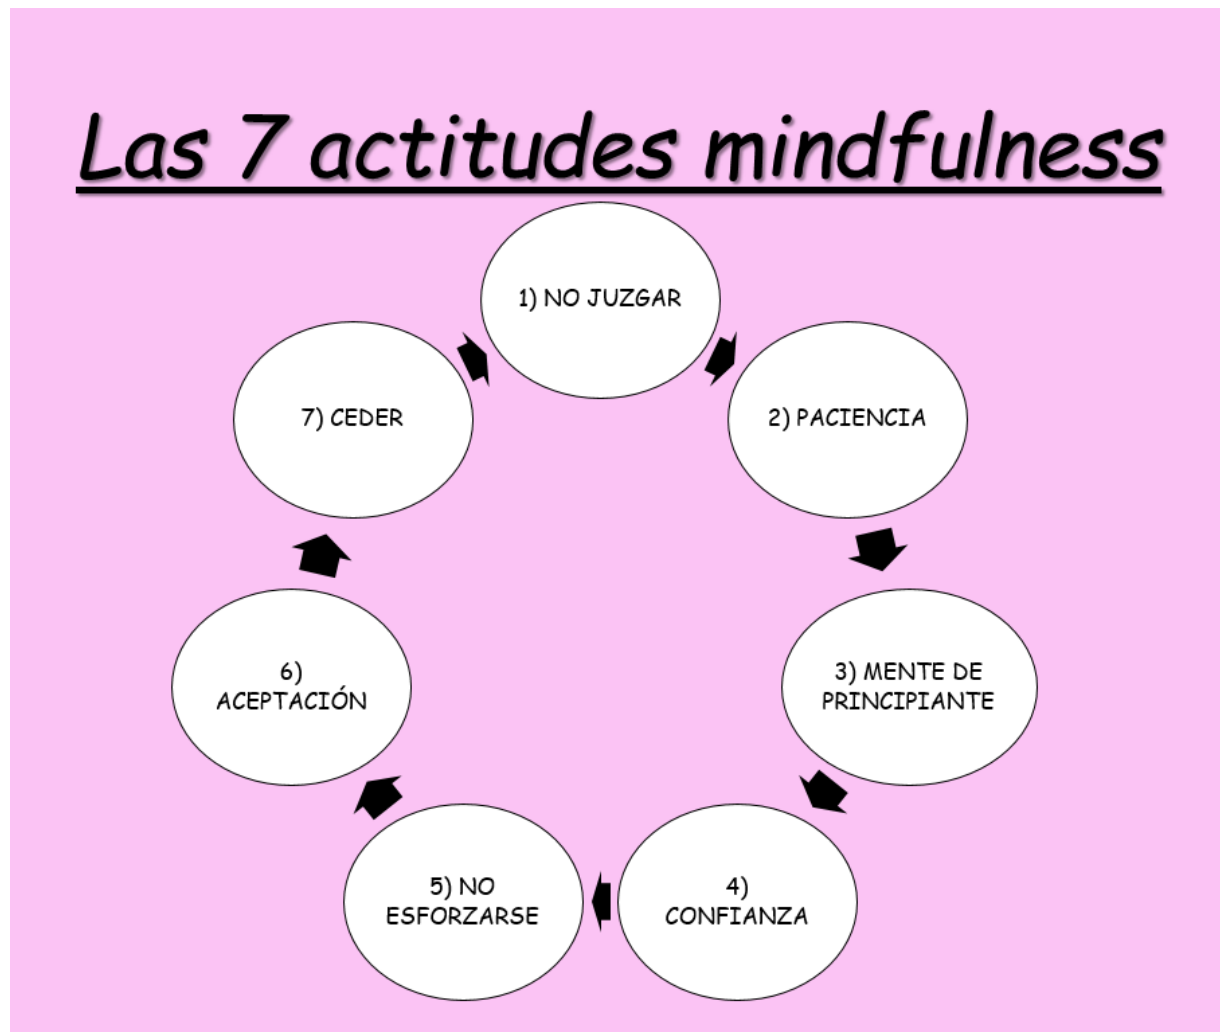 Las 7 actitudes mindfulness
1) NO JUZGAR
2) PACIENCIA
3) MENTE DE
PRINCIPIANTE
4)
CONFIANZA
5) NO
ESFORZARSE
6)
ACEPTACIÓN
7) CEDER